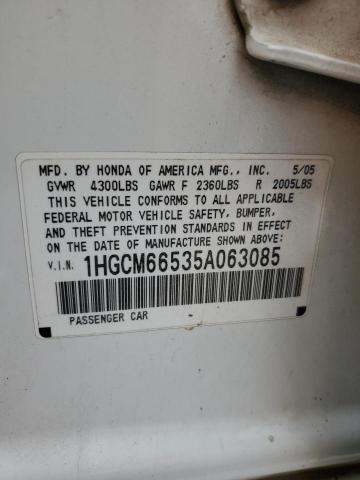 MFD. BY HONDA OF AMERICA MFG., INC. 5/05
GVWR 4300LBS GAWR F 2360LBS R 2005LBS
THIS VEHICLE CONFORMS TO ALL APPLICABLE
FEDERAL MOTOR VEHICLE SAFETY, BUMPER,
AND THEFT PREVENTION STANDARDS IN EFFECT
ON THE DATE OF MANUFACTURE SHOWN ABOVE:
V.I.N. 1HGCM66535A063085
PASSENGER CAR